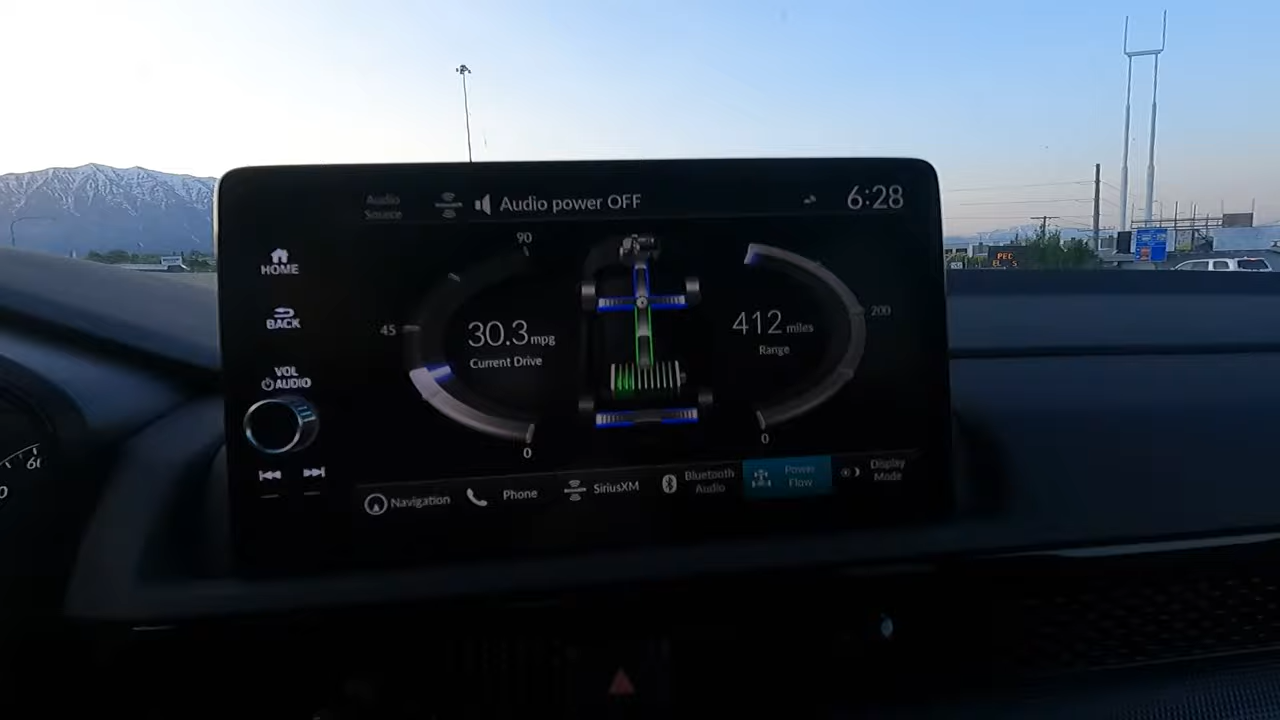 Audio
Source
Audio power OFF
6:28
HOME
BACK
VOL
AUDIO
90
45
0
30.3 mpg
Current Drive
412 miles
Range
200
0
Navigation
Phone
SiriusXM
Bluetooth
Audio
Power
Flow
Display
Mode